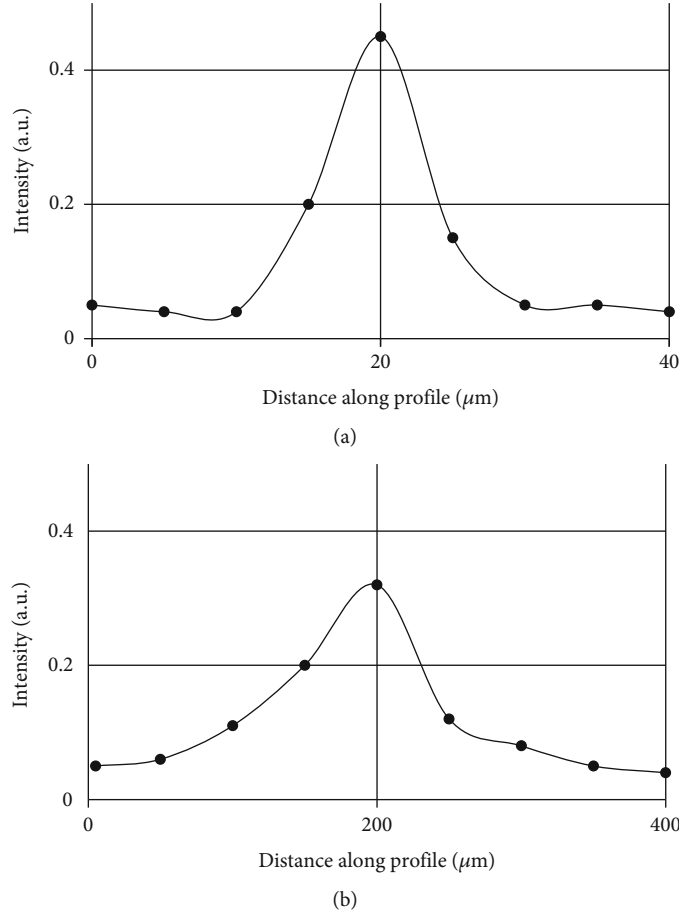 0.4
0.2
0
Intensity (a.u.)
0 20 40
Distance along profile (μm)
(a)
0.4
0.2
0
Intensity (a.u.)
0 200 400
Distance along profile (μm)
(b)